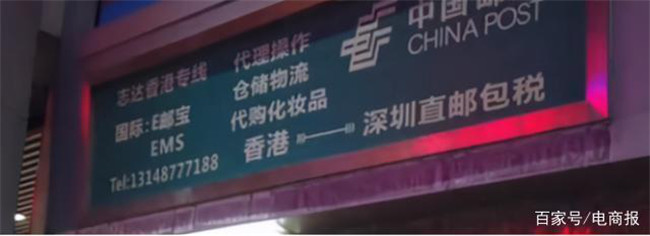 志达香港专线
国际:E邮宝
EMS
Tel:13148777188
代理操作
仓储物流
代购化妆品
香港
深圳直邮包税
中国邮
CHINA POST
百家号/电商报